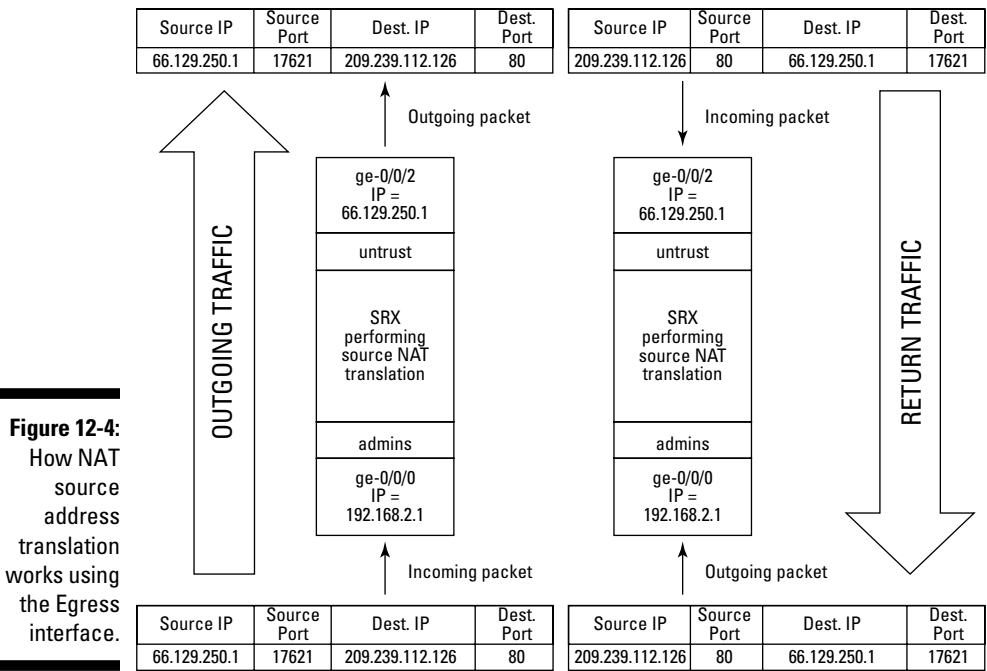 Source IP | Source Port | Dest. IP | Dest. Port
66.129.250.1 | 17621 | 209.239.112.126 | 80
Source IP | Source Port | Dest. IP | Dest. Port
209.239.112.126 | 80 | 66.129.250.1 | 17621
Outgoing packet
Incoming packet
OUTGOING TRAFFIC
ge-0/0/2
IP =
66.129.250.1
untrust
SRX
performing
source NAT
translation
admins
ge-0/0/0
IP =
192.168.2.1
ge-0/0/2
IP =
66.129.250.1
untrust
SRX
performing
source NAT
translation
admins
ge-0/0/0
IP =
192.168.2.1
RETURN TRAFFIC
Incoming packet
Outgoing packet
Source IP | Source Port | Dest. IP | Dest. Port
66.129.250.1 | 17621 | 209.239.112.126 | 80
Source IP | Source Port | Dest. IP | Dest. Port
209.239.112.126 | 80 | 66.129.250.1 | 17621
Figure 12-4:
How NAT
source
address
translation
works using
the Egress
interface.